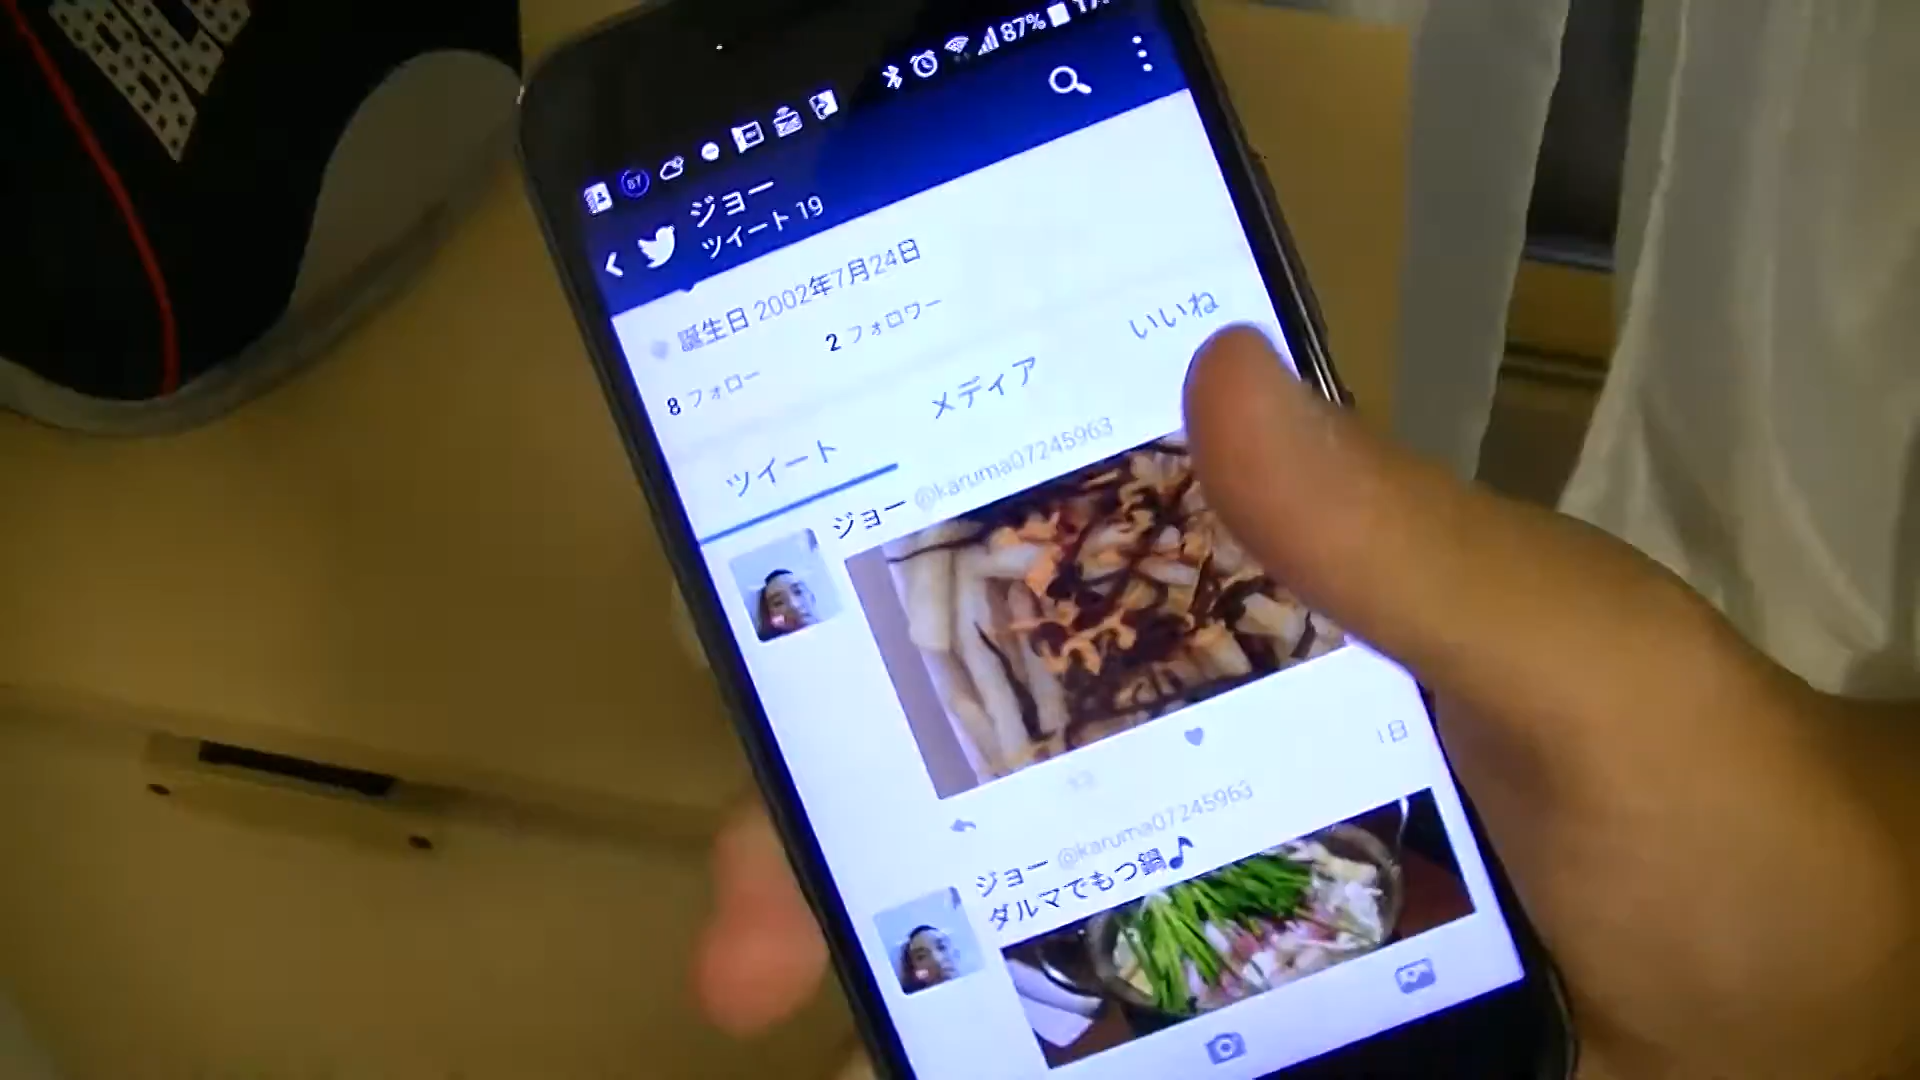 87%
87
ジョー
ツイート 19
誕生日 2002年7月24日
8 フォロー
2 フォロワー
ツイート
メディア
いいね
ジョー @karuma07245963
1日
ジョー @karuma07245963
ダルマでもつ鍋♪